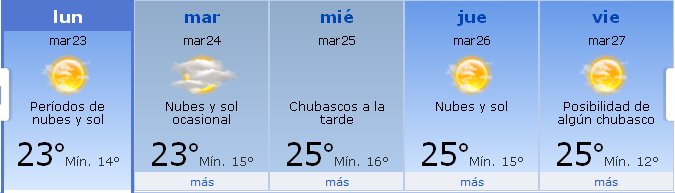 lun
mar23
Períodos de
nubes y sol
23° Mín. 14°
mar
mar24
Nubes y sol
ocasional
23° Mín. 15°
más
mié
mar25
Chubascos a la
tarde
25° Mín. 16°
más
jue
mar26
Nubes y sol
25° Mín. 15°
más
vie
mar27
Posibilidad de
algún chubasco
25° Mín. 12°
más